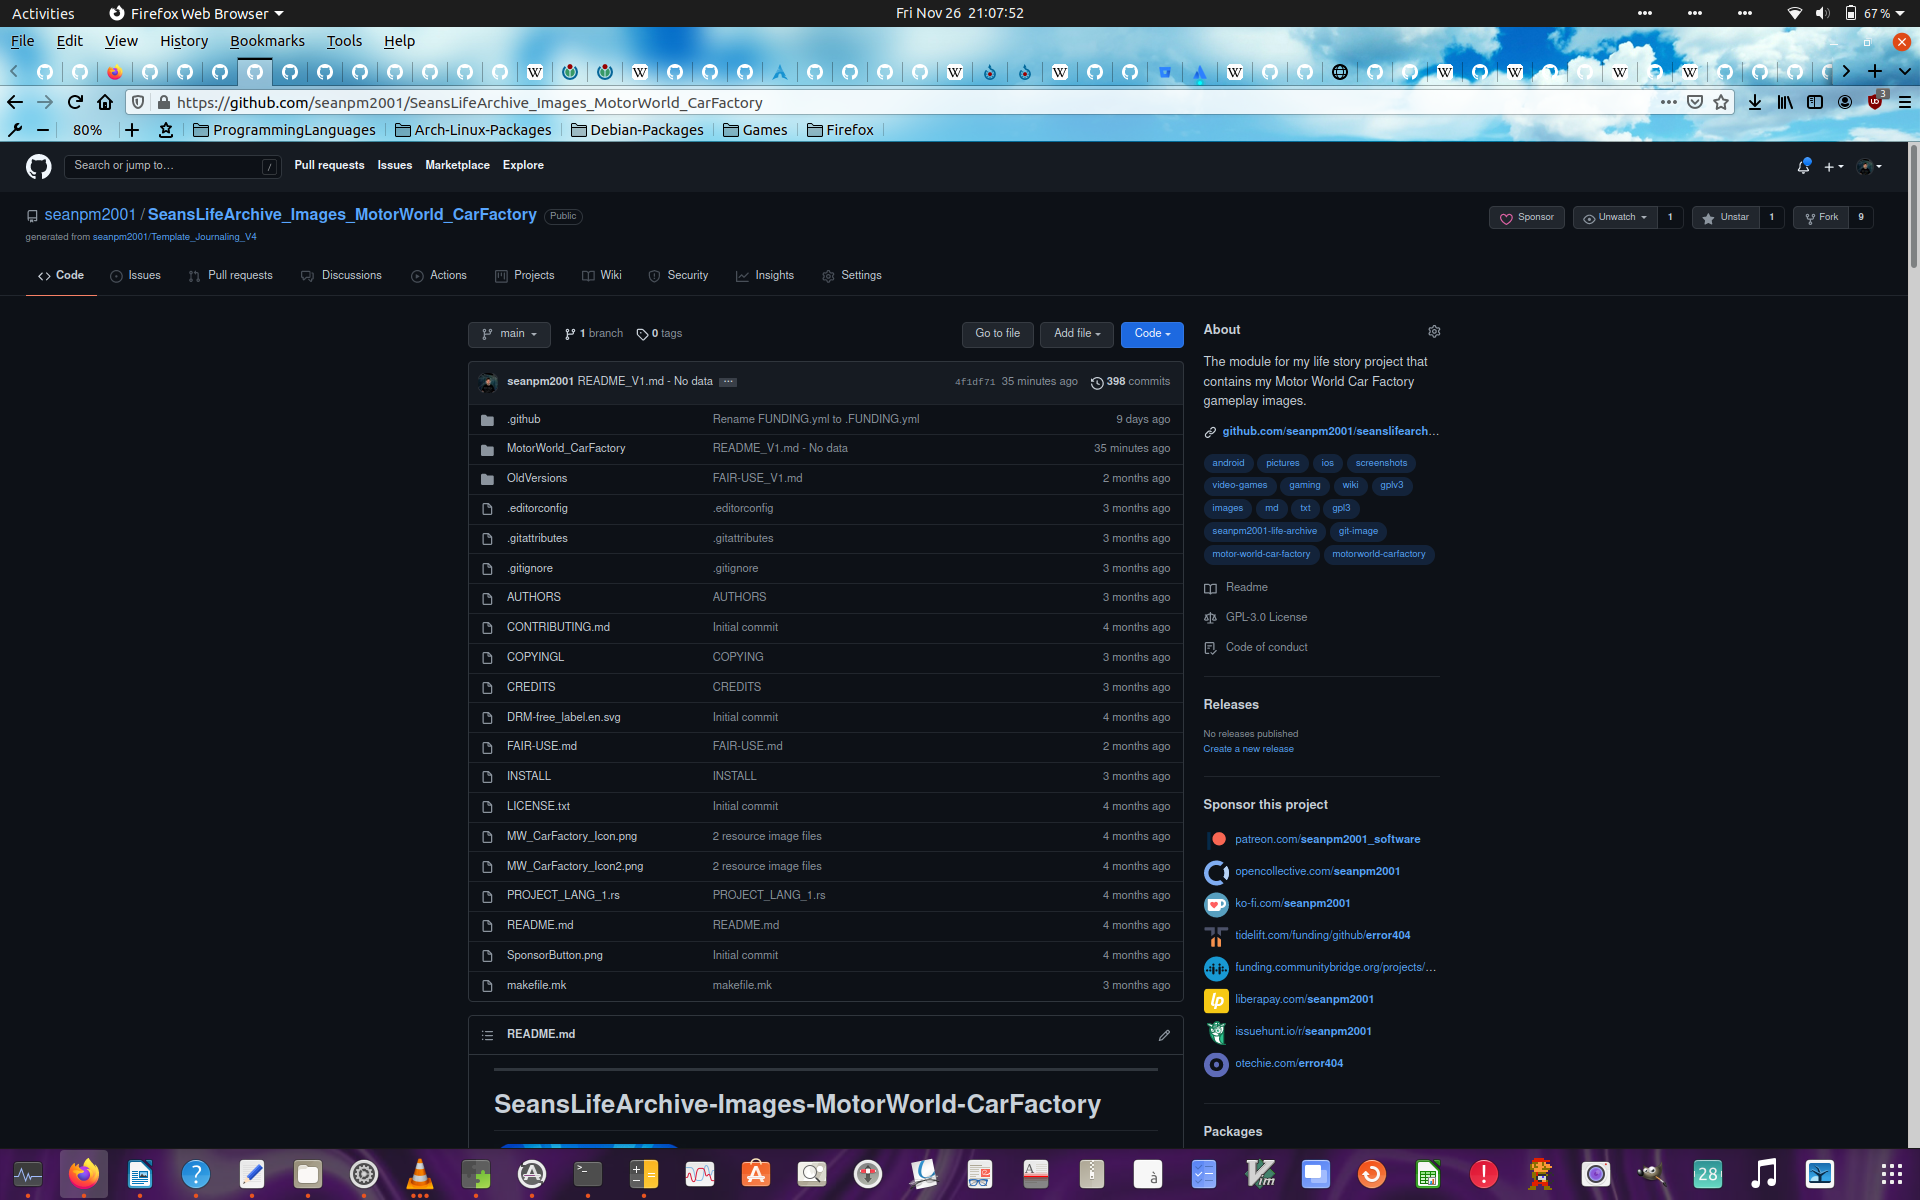 Activities Firefox Web Browser Fri Nov 26 21:07:52 67 %
File Edit View History Bookmarks Tools Help
https://github.com/seanpm2001/SeansLifeArchive_Images_MotorWorld_CarFactory 3
80% ProgrammingLanguages Arch-Linux-Packages Debian-Packages Games Firefox
Search or jump to... / Pull requests Issues Marketplace Explore
seanpm2001 / SeansLifeArchive_Images_MotorWorld_CarFactory Public Sponsor Unwatch 1 Unstar 1 Fork 9
generated from seanpm2001/Template_Journaling_V4
Code Issues Pull requests Discussions Actions Projects Wiki Security Insights Settings
main 1 branch 0 tags Go to file Add file Code
seanpm2001 README_V1.md - No data ... 4f1df71 35 minutes ago 398 commits
.github Rename FUNDING.yml to .FUNDING.yml 9 days ago
MotorWorld_CarFactory README_V1.md - No data 35 minutes ago
OldVersions FAIR-USE_V1.md 2 months ago
.editorconfig .editorconfig 3 months ago
.gitattributes .gitattributes 3 months ago
.gitignore .gitignore 3 months ago
AUTHORS AUTHORS 3 months ago
CONTRIBUTING.md Initial commit 4 months ago
COPYINGL COPYING 3 months ago
CREDITS CREDITS 3 months ago
DRM-free_label.en.svg Initial commit 4 months ago
FAIR-USE.md FAIR-USE.md 2 months ago
INSTALL INSTALL 3 months ago
LICENSE.txt Initial commit 4 months ago
MW_CarFactory_Icon.png 2 resource image files 4 months ago
MW_CarFactory_Icon2.png 2 resource image files 4 months ago
PROJECT_LANG_1.rs PROJECT_LANG_1.rs 4 months ago
README.md README.md 4 months ago
SponsorButton.png Initial commit 4 months ago
makefile.mk makefile.mk 3 months ago
README.md
SeansLifeArchive-Images-MotorWorld-CarFactory
About
The module for my life story project that
contains my Motor World Car Factory
gameplay images.
github.com/seanpm2001/seanslifearch...
android pictures ios screenshots
video-games gaming wiki gplv3
images md txt gpl3
seanpm2001-life-archive git-image
motor-world-car-factory motorworld-carfactory
Readme
GPL-3.0 License
Code of conduct
Releases
No releases published
Create a new release
Sponsor this project
patreon.com/seanpm2001_software
opencollective.com/seanpm2001
ko-fi.com/seanpm2001
tidelift.com/funding/github/error404
funding.communitybridge.org/projects/...
lp liberapay.com/seanpm2001
issuehunt.io/r/seanpm2001
otechie.com/error404
Packages
28